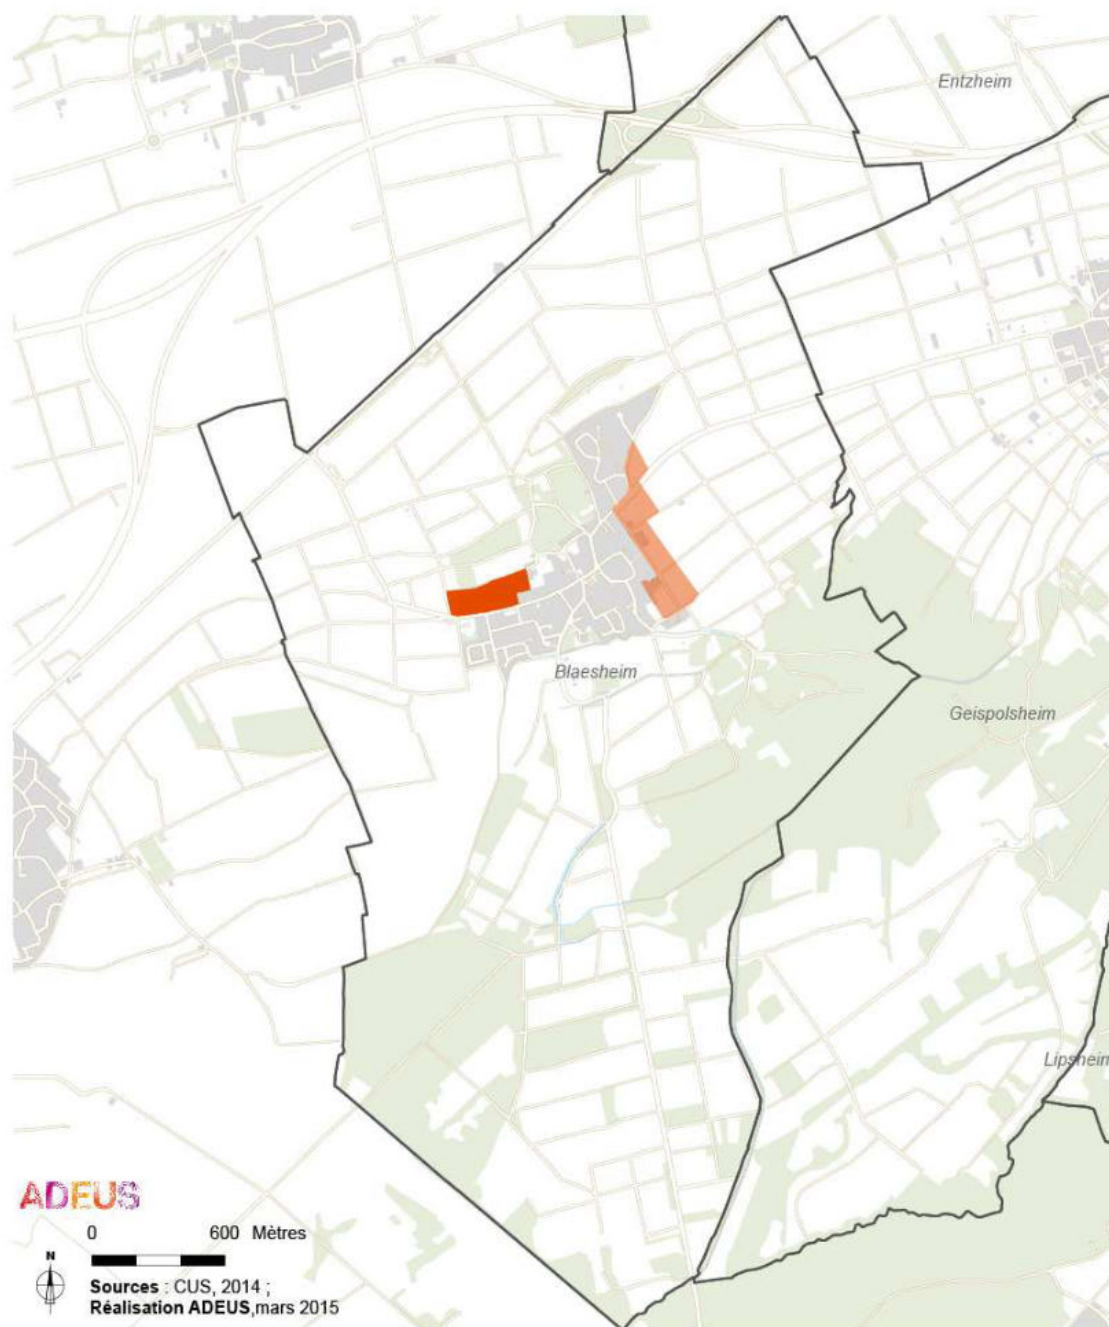 Entzheim
Blaesheim
Geispolsheim
Lipsheim
ADEUS
0 600 Mètres
N
Sources : CUS, 2014 ;
Réalisation ADEUS,mars 2015